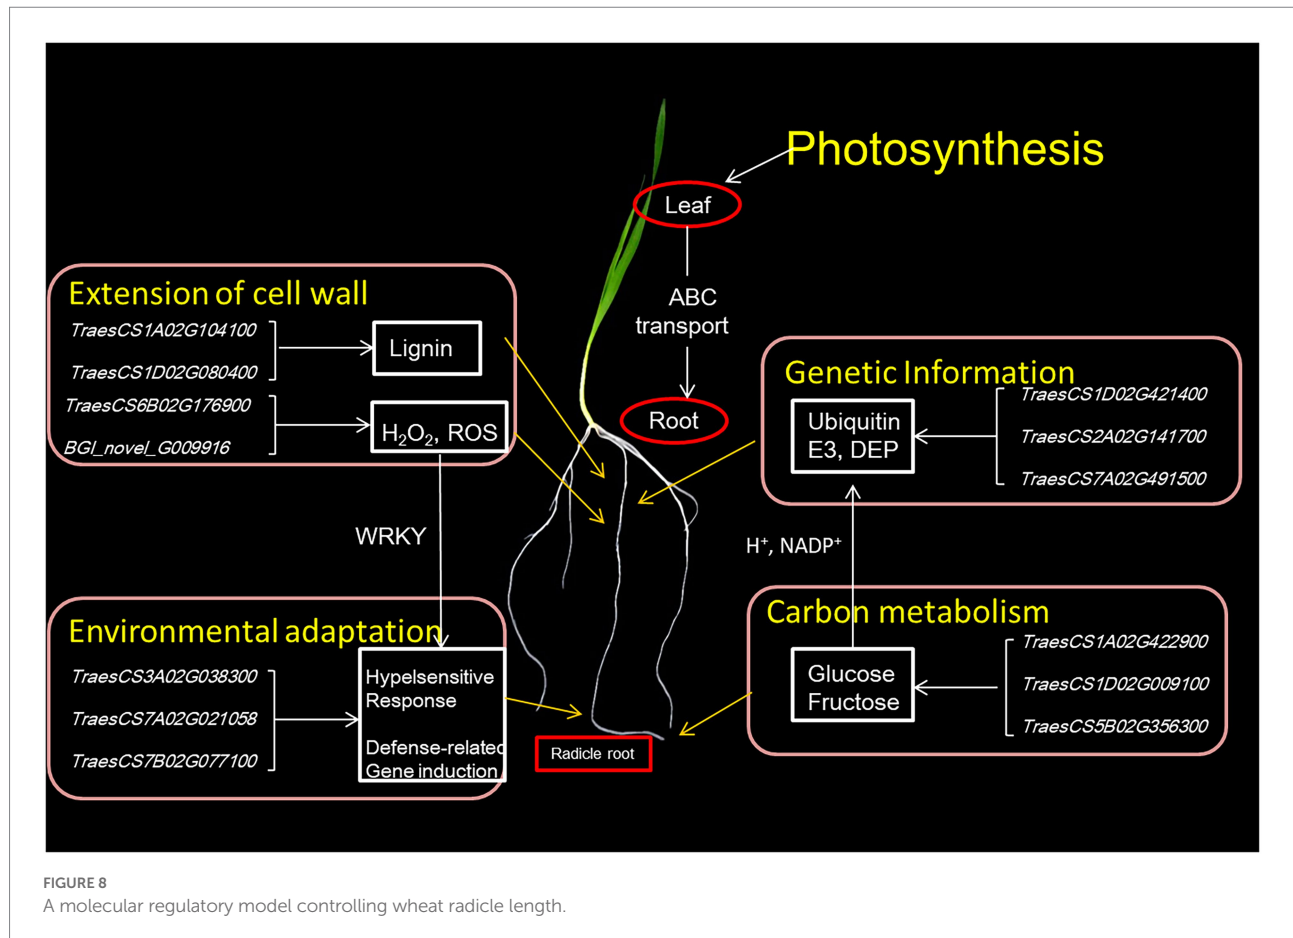 Photosynthesis
Leaf
ABC
transport
Root
Extension of cell wall
TraesCS1A02G104100
TraesCS1D02G080400
Lignin
TraesCS6B02G176900
BGI_novel_G009916
H₂O₂, ROS
WRKY
Environmental adaptation
TraesCS3A02G038300
TraesCS7A02G021058
TraesCS7B02G077100
Hypelsensitive
Response
Defense-related
Gene induction
Radicle root
Genetic Information
Ubiquitin
E3, DEP
TraesCS1D02G421400
TraesCS2A02G141700
TraesCS7A02G491500
H⁺, NADP⁺
Carbon metabolism
Glucose
Fructose
TraesCS1A02G422900
TraesCS1D02G009100
TraesCS5B02G356300
FIGURE 8
A molecular regulatory model controlling wheat radicle length.